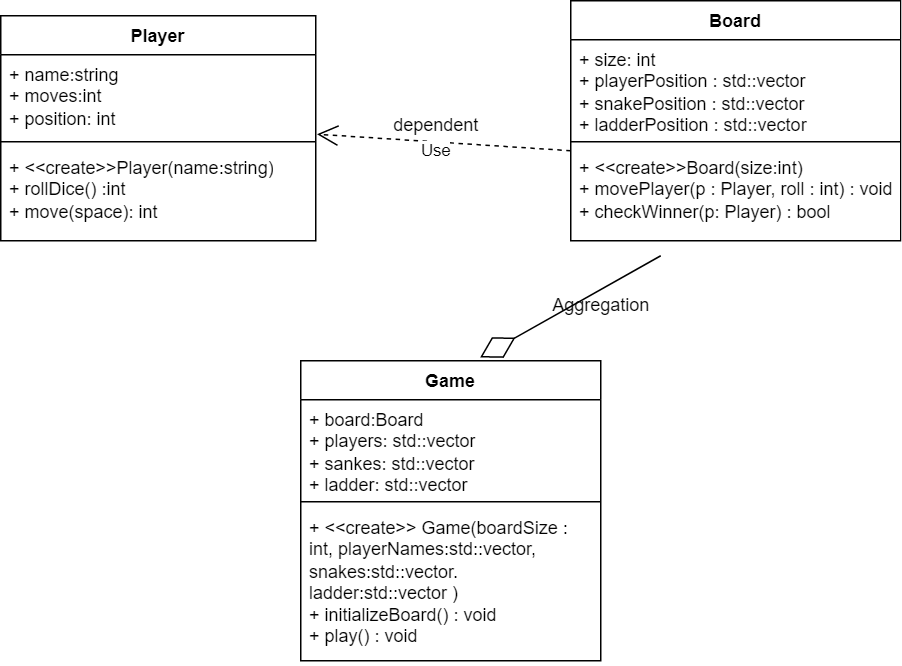 Player
+ name:string
+ moves:int
+ position: int
+ <<create>>Player(name:string)
+ rollDice() :int
+ move(space): int
dependent
Use
Board
+ size: int
+ playerPosition : std::vector
+ snakePosition : std::vector
+ ladderPosition : std::vector
+ <<create>>Board(size:int)
+ movePlayer(p : Player, roll : int) : void
+ checkWinner(p: Player) : bool
Aggregation
Game
+ board:Board
+ players: std::vector
+ sankes: std::vector
+ ladder: std::vector
+ <<create>> Game(boardSize :
int, playerNames:std::vector,
snakes:std::vector.
ladder:std::vector )
+ initializeBoard() : void
+ play() : void